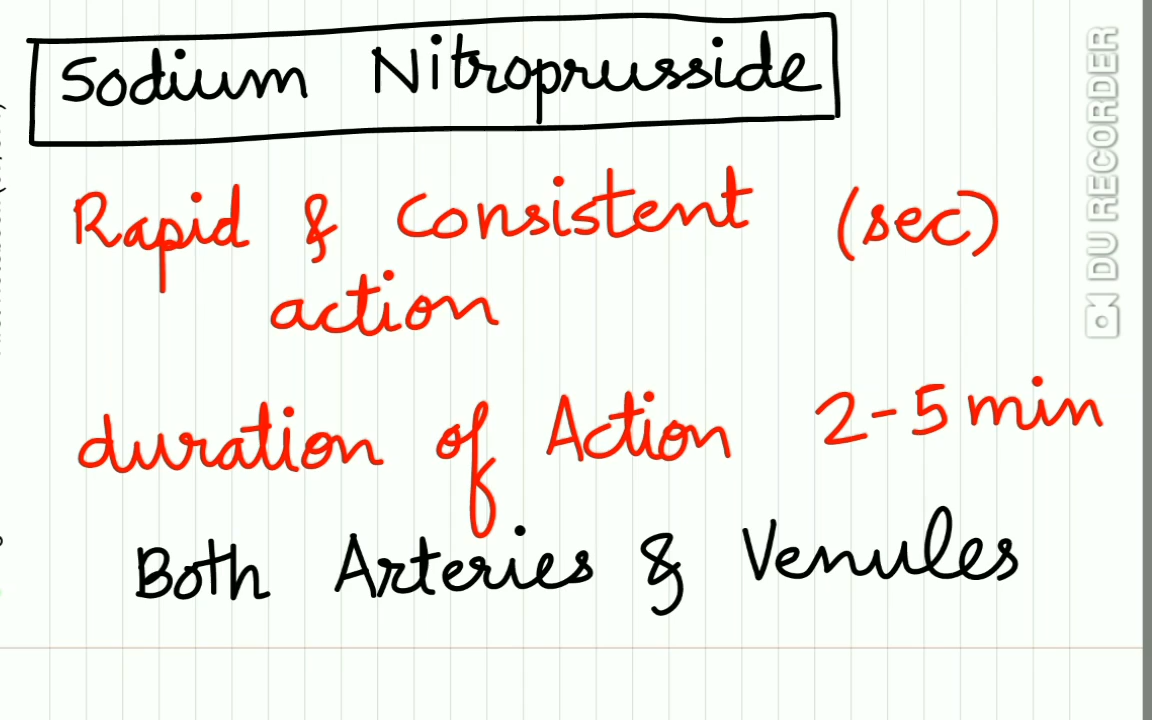 Sodium Nitroprusside
Rapid & Consistent (sec)
action
duration of Action 2-5 min
Both Arteries & Venules
DU RECORDER